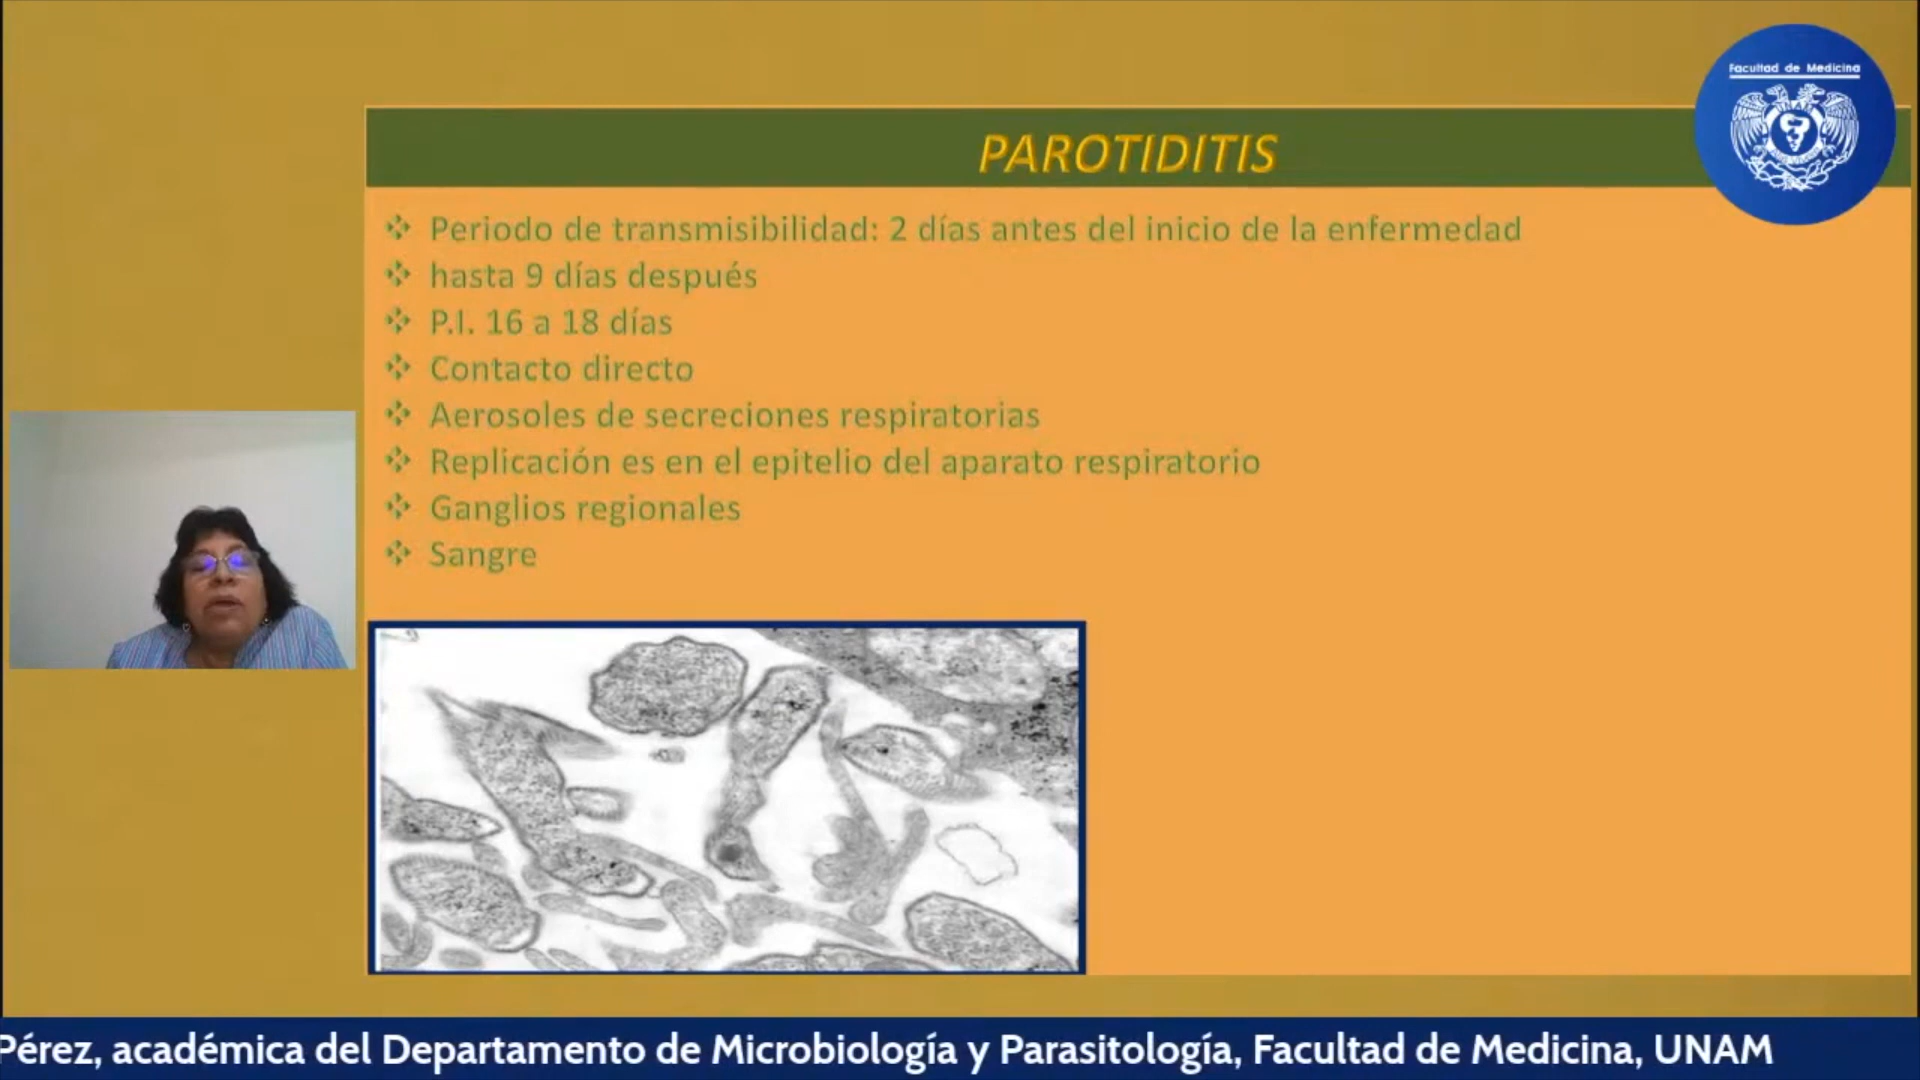 Facultad de Medicina
PAROTIDITIS
Periodo de transmisibilidad: 2 días antes del inicio de la enfermedad
hasta 9 días después
P.I. 16 a 18 días
Contacto directo
Aerosoles de secreciones respiratorias
Replicación es en el epitelio del aparato respiratorio
Ganglios regionales
Sangre
Pérez, académica del Departamento de Microbiología y Parasitología, Facultad de Medicina, UNAM